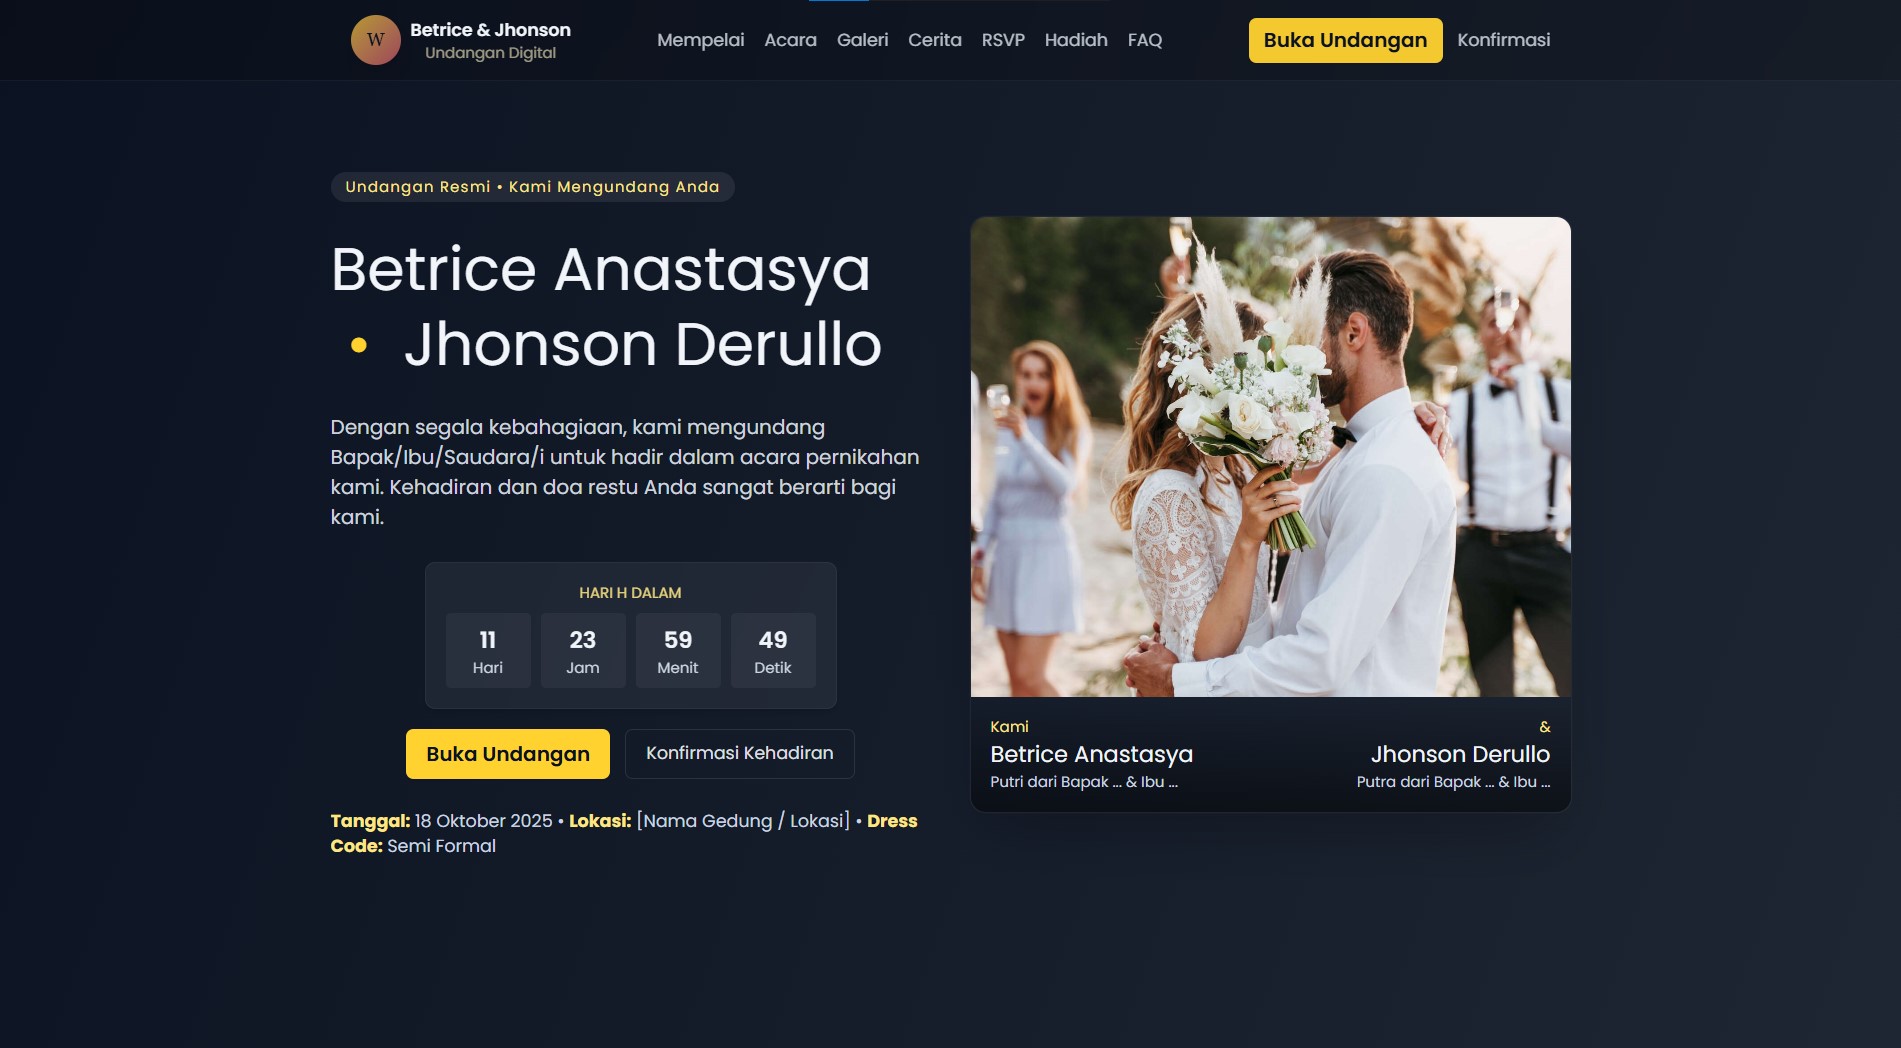 W
Betrice & Jhonson
Undangan Digital
Mempelai Acara Galeri Cerita RSVP Hadiah FAQ
Buka Undangan Konfirmasi
Undangan Resmi • Kami Mengundang Anda
Betrice Anastasya
• Jhonson Derullo
Dengan segala kebahagiaan, kami mengundang
Bapak/Ibu/Saudara/i untuk hadir dalam acara pernikahan
kami. Kehadiran dan doa restu Anda sangat berarti bagi
kami.
HARI H DALAM
11 23 59 49
Hari Jam Menit Detik
Buka Undangan Konfirmasi Kehadiran
Tanggal: 18 Oktober 2025 • Lokasi: [Nama Gedung / Lokasi] • Dress
Code: Semi Formal
Kami
Betrice Anastasya
Putri dari Bapak ... & Ibu ...
&
Jhonson Derullo
Putra dari Bapak ... & Ibu ...